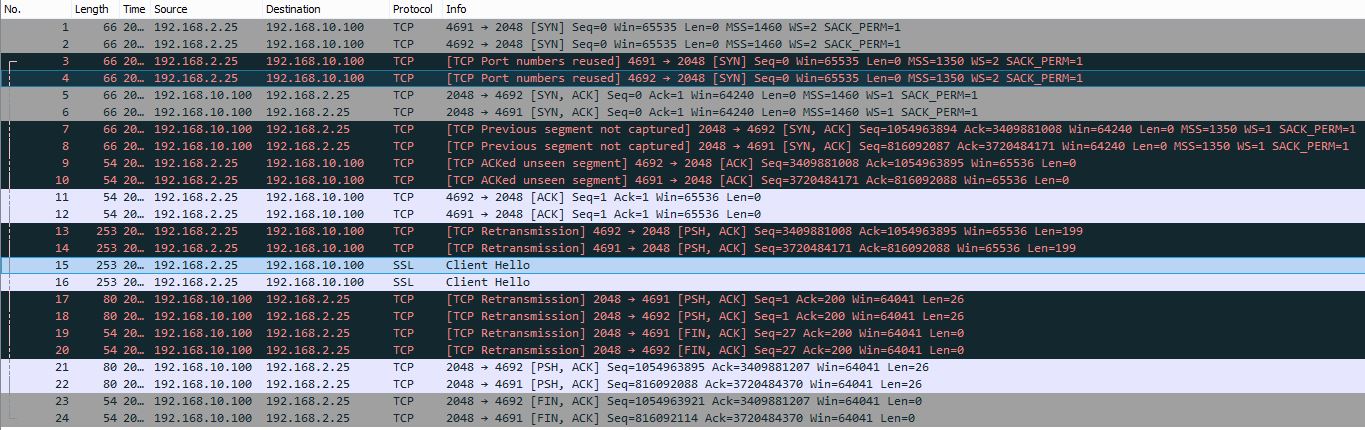 No. Length Time Source Destination Protocol Info
1 66 20… 192.168.2.25 192.168.10.100 TCP 4691 → 2048 [SYN] Seq=0 Win=65535 Len=0 MSS=1460 WS=2 SACK_PERM=1
2 66 20… 192.168.2.25 192.168.10.100 TCP 4692 → 2048 [SYN] Seq=0 Win=65535 Len=0 MSS=1460 WS=2 SACK_PERM=1
3 66 20… 192.168.2.25 192.168.10.100 TCP [TCP Port numbers reused] 4691 → 2048 [SYN] Seq=0 Win=65535 Len=0 MSS=1350 WS=2 SACK_PERM=1
4 66 20… 192.168.2.25 192.168.10.100 TCP [TCP Port numbers reused] 4692 → 2048 [SYN] Seq=0 Win=65535 Len=0 MSS=1350 WS=2 SACK_PERM=1
5 66 20… 192.168.10.100 192.168.2.25 TCP 2048 → 4692 [SYN, ACK] Seq=0 Ack=1 Win=64240 Len=0 MSS=1460 WS=1 SACK_PERM=1
6 66 20… 192.168.10.100 192.168.2.25 TCP 2048 → 4691 [SYN, ACK] Seq=0 Ack=1 Win=64240 Len=0 MSS=1460 WS=1 SACK_PERM=1
7 66 20… 192.168.10.100 192.168.2.25 TCP [TCP Previous segment not captured] 2048 → 4692 [SYN, ACK] Seq=1054963894 Ack=3409881008 Win=64240 Len=0 MSS=1350 WS=1 SACK_PERM=1
8 66 20… 192.168.10.100 192.168.2.25 TCP [TCP Previous segment not captured] 2048 → 4691 [SYN, ACK] Seq=816092087 Ack=3720484171 Win=64240 Len=0 MSS=1350 WS=1 SACK_PERM=1
9 54 20… 192.168.2.25 192.168.10.100 TCP [TCP ACKed unseen segment] 4692 → 2048 [ACK] Seq=3409881008 Ack=1054963895 Win=65536 Len=0
10 54 20… 192.168.2.25 192.168.10.100 TCP [TCP ACKed unseen segment] 4691 → 2048 [ACK] Seq=3720484171 Ack=816092088 Win=65536 Len=0
11 54 20… 192.168.2.25 192.168.10.100 TCP 4692 → 2048 [ACK] Seq=1 Ack=1 Win=65536 Len=0
12 54 20… 192.168.2.25 192.168.10.100 TCP 4691 → 2048 [ACK] Seq=1 Ack=1 Win=65536 Len=0
13 253 20… 192.168.2.25 192.168.10.100 TCP [TCP Retransmission] 4692 → 2048 [PSH, ACK] Seq=3409881008 Ack=1054963895 Win=65536 Len=199
14 253 20… 192.168.2.25 192.168.10.100 TCP [TCP Retransmission] 4691 → 2048 [PSH, ACK] Seq=3720484171 Ack=816092088 Win=65536 Len=199
15 253 20… 192.168.2.25 192.168.10.100 SSL Client Hello
16 253 20… 192.168.2.25 192.168.10.100 SSL Client Hello
17 80 20… 192.168.10.100 192.168.2.25 TCP [TCP Retransmission] 2048 → 4691 [PSH, ACK] Seq=1 Ack=200 Win=64041 Len=26
18 80 20… 192.168.10.100 192.168.2.25 TCP [TCP Retransmission] 2048 → 4692 [PSH, ACK] Seq=1 Ack=200 Win=64041 Len=26
19 54 20… 192.168.10.100 192.168.2.25 TCP [TCP Retransmission] 2048 → 4691 [FIN, ACK] Seq=27 Ack=200 Win=64041 Len=0
20 54 20… 192.168.10.100 192.168.2.25 TCP [TCP Retransmission] 2048 → 4692 [FIN, ACK] Seq=27 Ack=200 Win=64041 Len=0
21 80 20… 192.168.10.100 192.168.2.25 TCP 2048 → 4692 [PSH, ACK] Seq=1054963895 Ack=3409881207 Win=64041 Len=26
22 80 20… 192.168.10.100 192.168.2.25 TCP 2048 → 4691 [PSH, ACK] Seq=816092088 Ack=3720484370 Win=64041 Len=26
23 54 20… 192.168.10.100 192.168.2.25 TCP 2048 → 4692 [FIN, ACK] Seq=1054963921 Ack=3409881207 Win=64041 Len=0
24 54 20… 192.168.10.100 192.168.2.25 TCP 2048 → 4691 [FIN, ACK] Seq=816092114 Ack=3720484370 Win=64041 Len=0